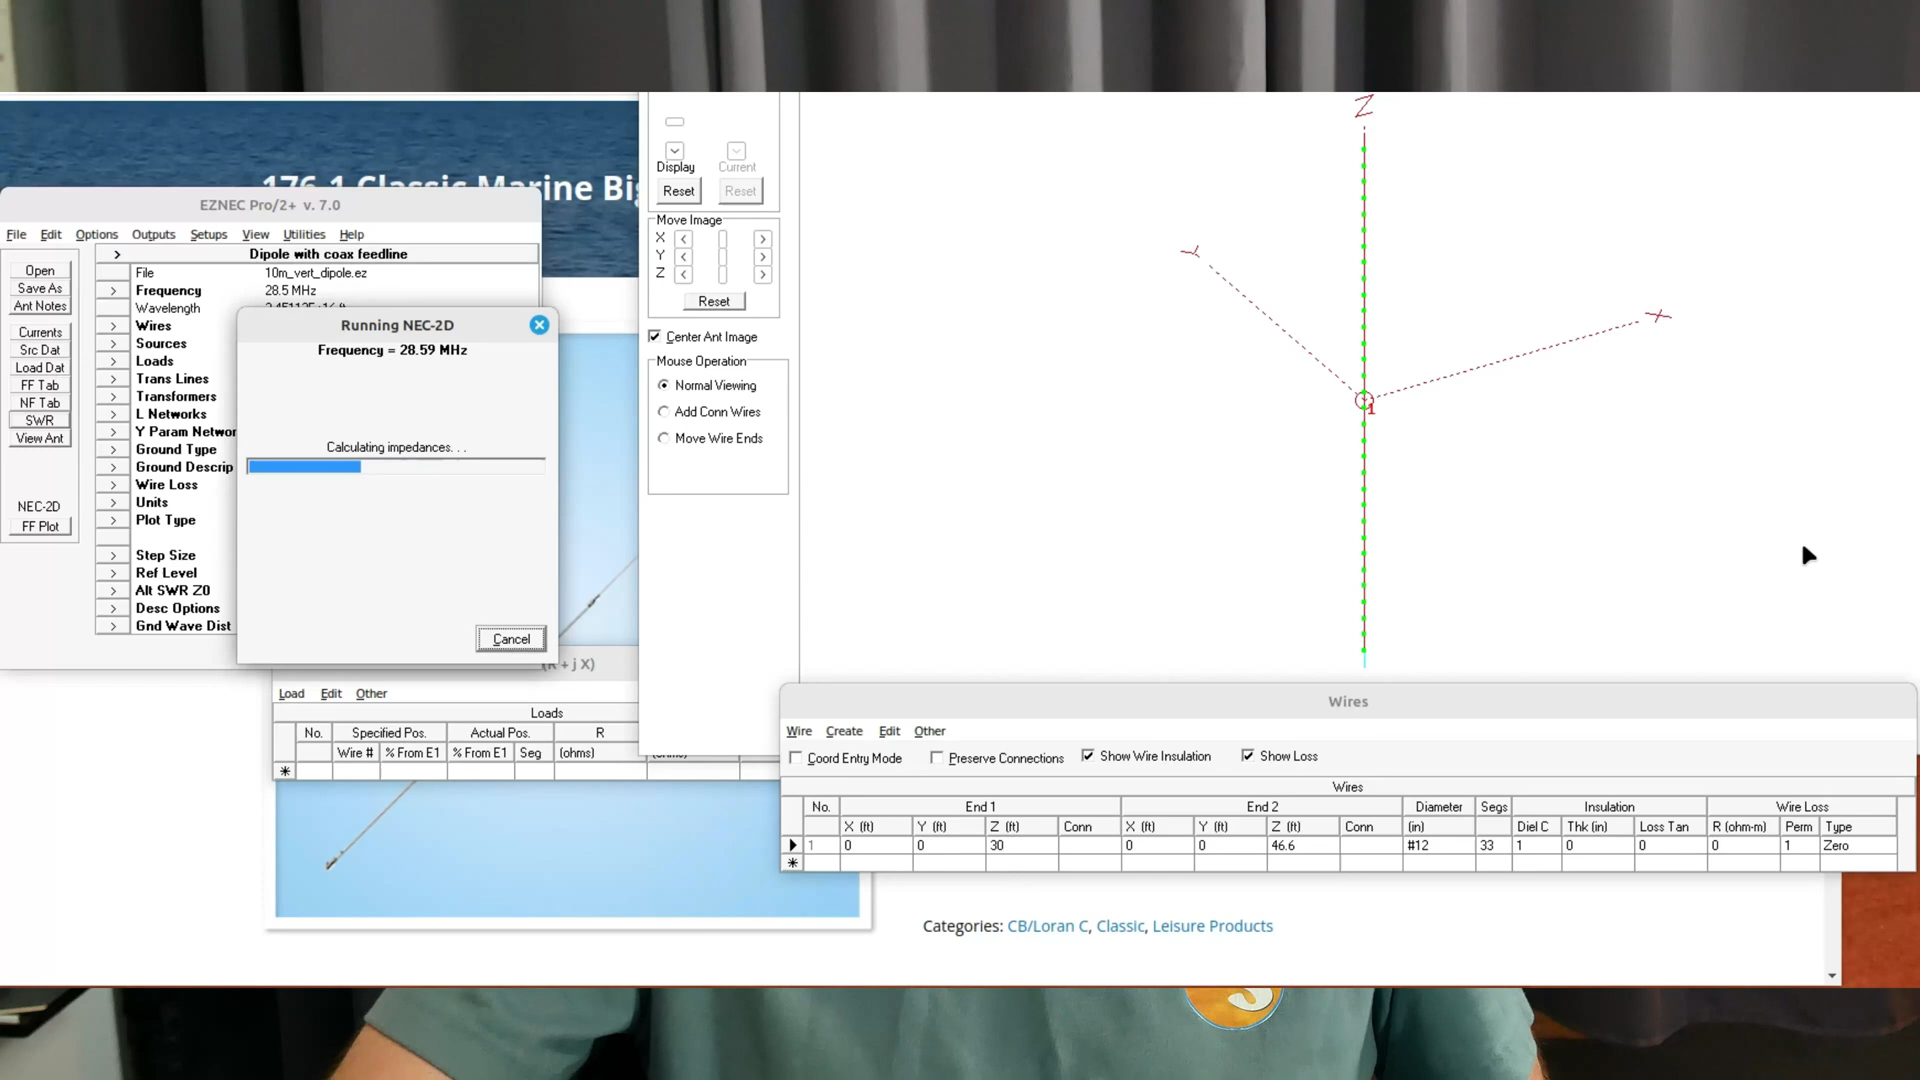 176.1 Classic Marine Big
EZNEC Pro/2+ v. 7.0
File Edit Options Outputs Setups View Utilities Help
> Dipole with coax feedline
Open
Save As
Ant Notes
Currents
Src Dat
Load Dat
FF Tab
NF Tab
SWR
View Ant
NEC-2D
FF Plot
File 10m_vert_dipole.ez
> Frequency 28.5 MHz
Wavelength
> Wires
> Sources
> Loads
> Trans Lines
> Transformers
> L Networks
> Y Param Networ
> Ground Type
> Ground Descrip
> Wire Loss
> Units
> Plot Type
> Step Size
> Ref Level
> Alt SWR Z0
> Desc Options
> Gnd Wave Dist
Running NEC-2D
Frequency = 28.59 MHz
Calculating impedances. . .
Cancel
(R + j X)
Load Edit Other
Loads
No. Specified Pos. Actual Pos. R
Wire # % From E1 % From E1 Seg (ohms)
Display Current
Reset Reset
Move Image
X < >
Y < >
Z < >
Reset
Center Ant Image
Mouse Operation
Normal Viewing
Add Conn Wires
Move Wire Ends
Z
Y
X
1
Wires
Wire Create Edit Other
Coord Entry Mode Preserve Connections Show Wire Insulation Show Loss
Wires
No. End 1 End 2 Diameter Segs Insulation Wire Loss
X (ft) Y (ft) Z (ft) Conn X (ft) Y (ft) Z (ft) Conn (in) Diel C Thk (in) Loss Tan R (ohm-m) Perm Type
1 0 0 30 0 0 46.6 #12 33 1 0 0 0 1 Zero
Categories: CB/Loran C, Classic, Leisure Products